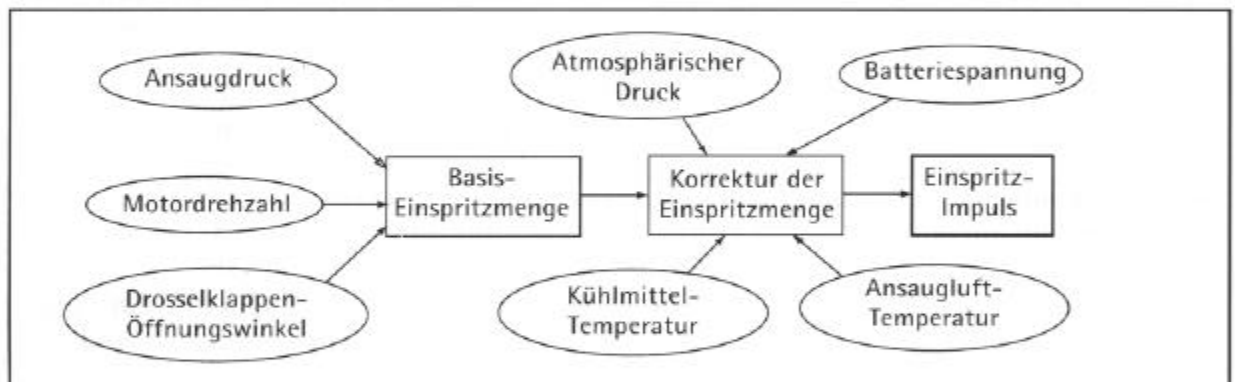 Ansaugdruck
Atmosphärischer
Druck
Batteriespannung
Motordrehzahl
Basis-
Einspritzmenge
Korrektur der
Einspritzmenge
Einspritz-
Impuls
Drosselklappen-
Öffnungswinkel
Kühlmittel-
Temperatur
Ansaugluft-
Temperatur